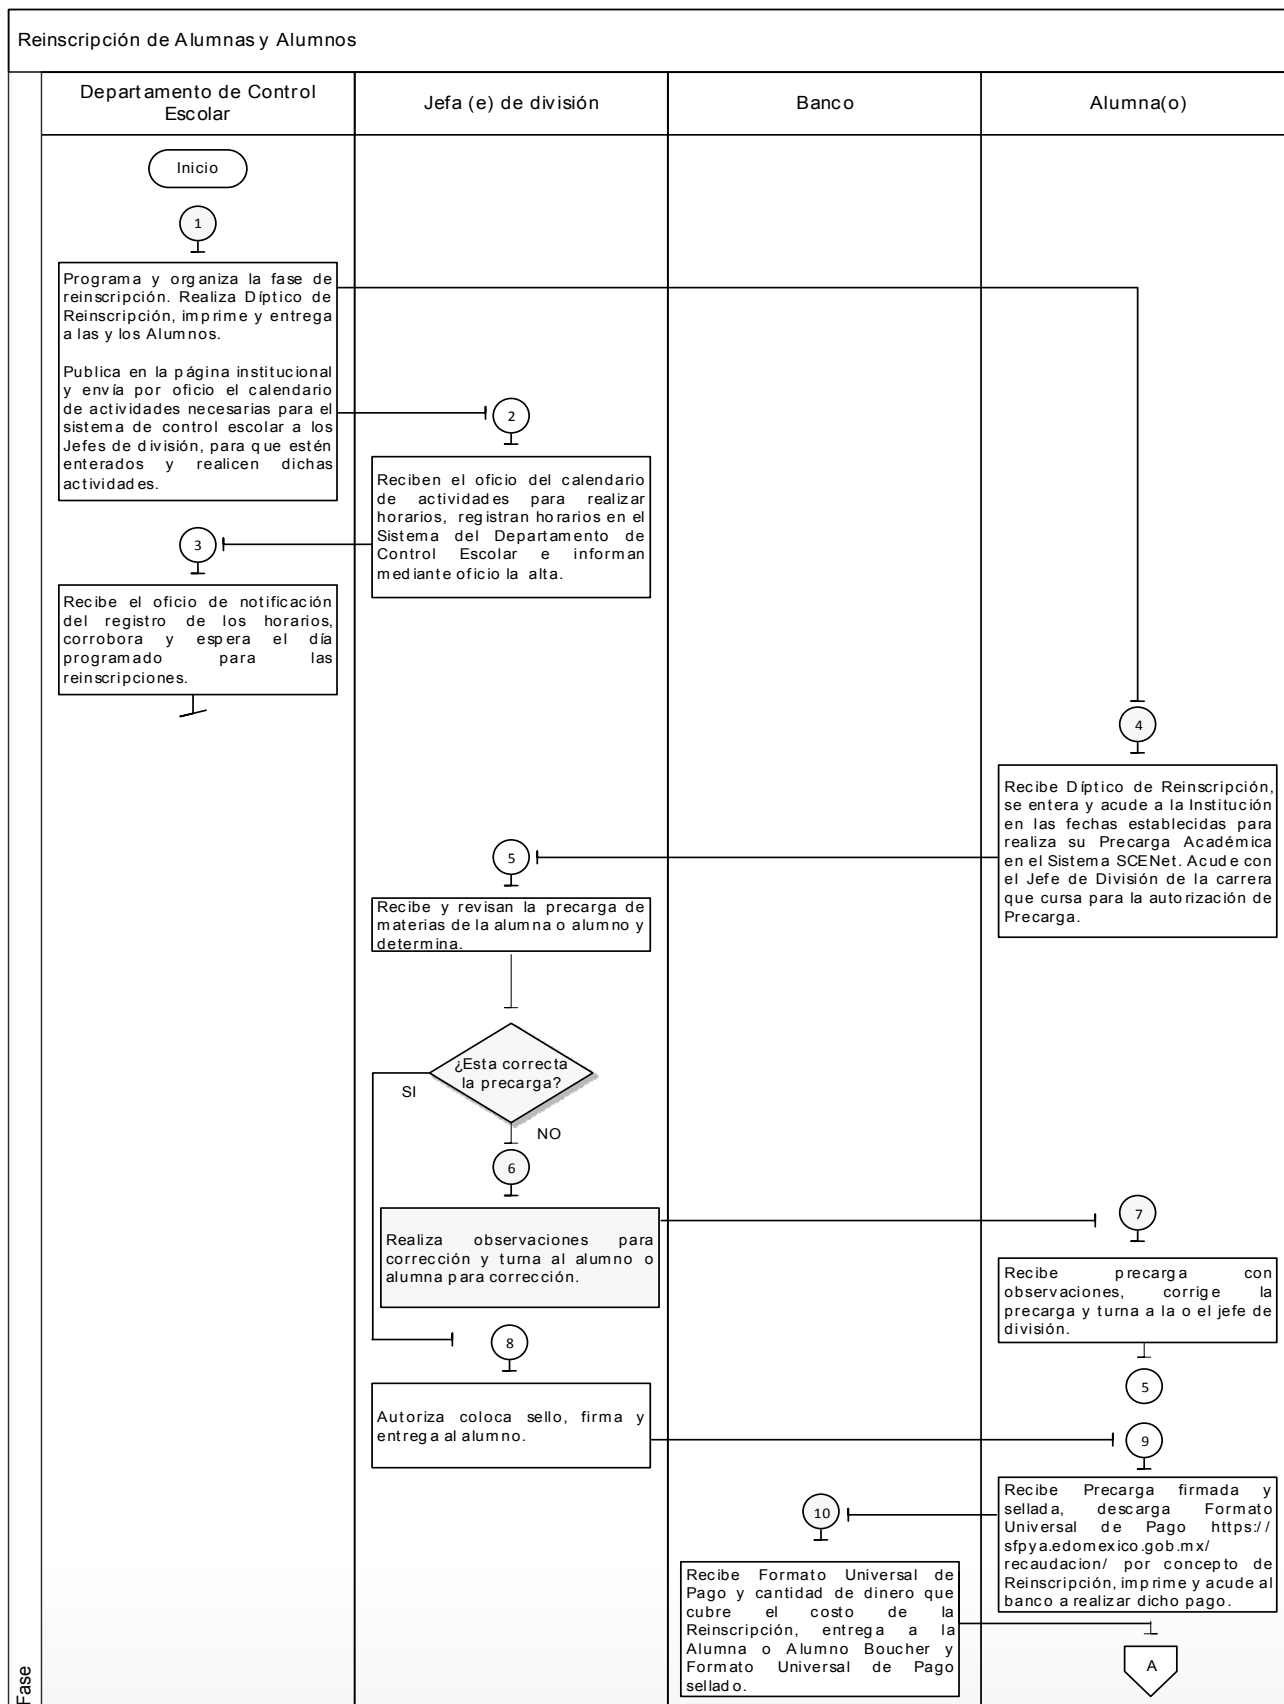 Reinscripción de Alumnas y Alumnos
Departamento de Control
Escolar
Jefa (e) de división
Banco
Alumna(o)
Inicio
1
Programa y organiza la fase de
reinscripción. Realiza Díptico de
Reinscripción, imprime y entrega
a las y los Alumnos.
Publica en la página institucional
y envía por oficio el calendario
de actividades necesarias para el
sistema de control escolar a los
Jefes de división, para que estén
enterados y realicen dichas
actividades.
2
Reciben el oficio del calendario
de actividades para realizar
horarios, registran horarios en el
Sistema del Departamento de
Control Escolar e informan
mediante oficio la alta.
3
Recibe el oficio de notificación
del registro de los horarios,
corrobora y espera el día
programado para las
reinscripciones.
4
Recibe Díptico de Reinscripción,
se entera y acude a la Institución
en las fechas establecidas para
realiza su Precarga Académica
en el Sistema SCENet. Acude con
el Jefe de División de la carrera
que cursa para la autorización de
Precarga.
5
Recibe y revisan la precarga de
materias de la alumna o alumno y
determina.
¿Esta correcta
la precarga?
SI
NO
6
Realiza observaciones para
corrección y turna al alumno o
alumna para corrección.
7
Recibe precarga con
observaciones, corrige la
precarga y turna a la o el jefe de
división.
5
8
Autoriza coloca sello, firma y
entrega al alumno.
9
Recibe Precarga firmada y
sellada, descarga Formato
Universal de Pago https://
sfpya.edomexico.gob.mx/
recaudacion/ por concepto de
Reinscripción, imprime y acude al
banco a realizar dicho pago.
10
Recibe Formato Universal de
Pago y cantidad de dinero que
cubre el costo de la
Reinscripción, entrega a la
Alumna o Alumno Boucher y
Formato Universal de Pago
sellado.
A
Fase